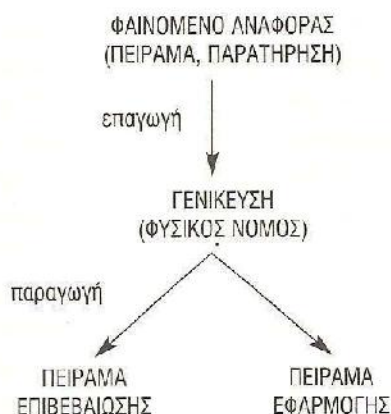 ΦΑΙΝΟΜΕΝΟ ΑΝΑΦΟΡΑΣ
(ΠΕΙΡΑΜΑ, ΠΑΡΑΤΗΡΗΣΗ)
επαγωγή
ΓΕΝΙΚΕΥΣΗ
(ΦΥΣΙΚΟΣ ΝΟΜΟΣ)
παραγωγή
ΠΕΙΡΑΜΑ
ΕΠΙΒΕΒΑΙΩΣΗΣ
ΠΕΙΡΑΜΑ
ΕΦΑΡΜΟΓΗΣ